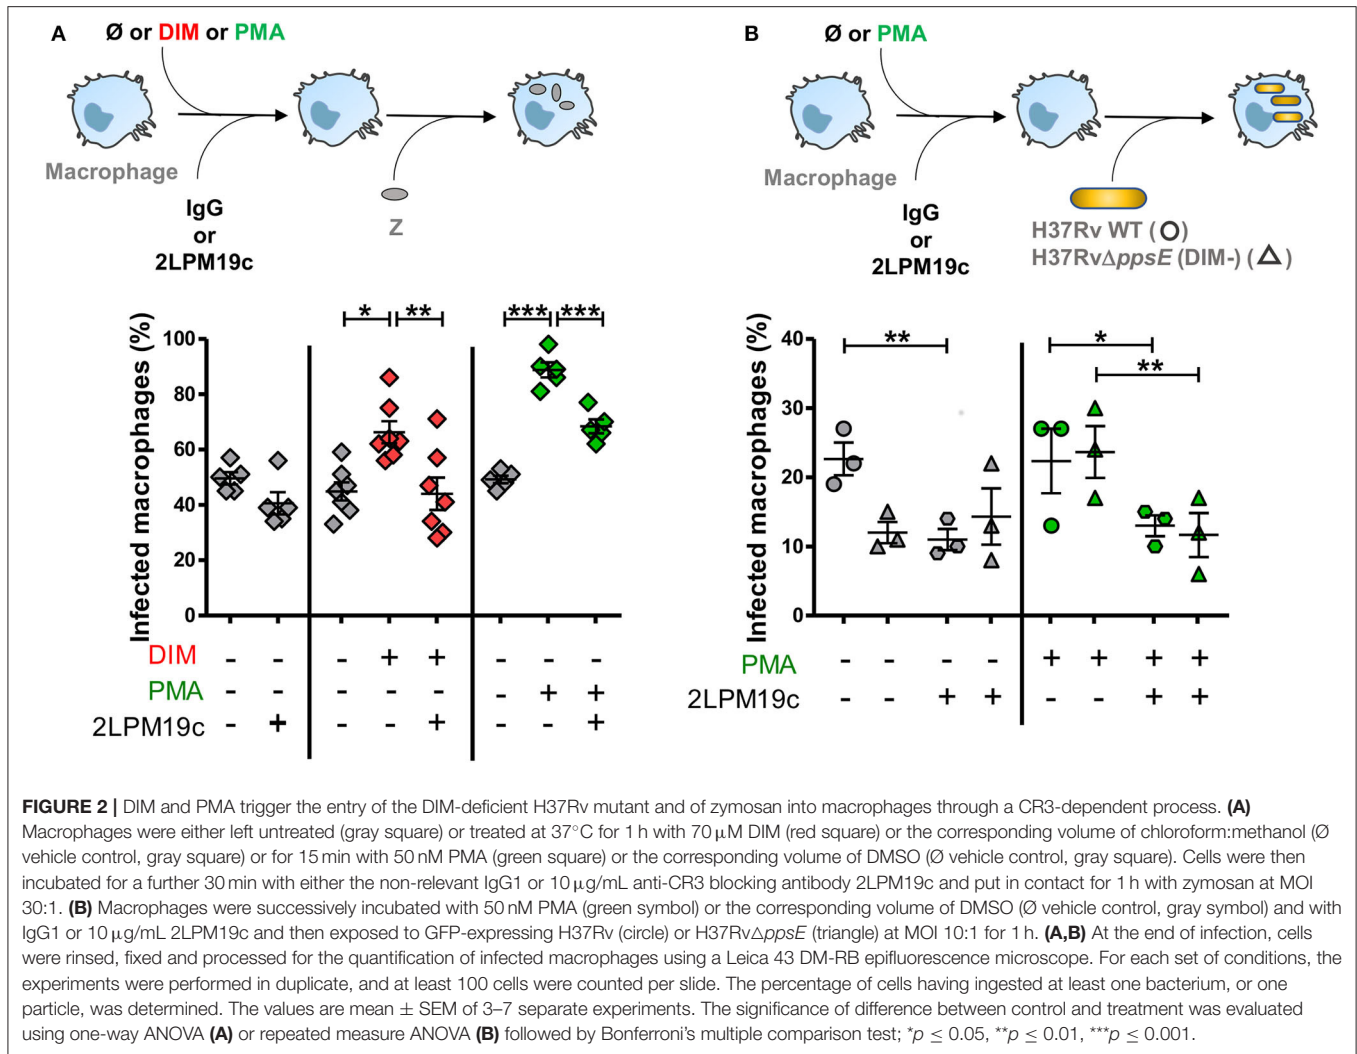 A
Ø or DIM or PMA
Macrophage
IgG
or
2LPM19c
Z
Infected macrophages (%)
100
80
60
40
20
0
* ** *** ***
DIM - - - + + - - -
PMA - - - - - - + +
2LPM19c - + - - + - - +
B
Ø or PMA
Macrophage
IgG
or
2LPM19c
H37Rv WT (○)
H37RvΔppsE (DIM-) (△)
Infected macrophages (%)
40
30
20
10
0
** * **
PMA - - - - + + + +
2LPM19c - - + + - - + +
FIGURE 2 | DIM and PMA trigger the entry of the DIM-deficient H37Rv mutant and of zymosan into macrophages through a CR3-dependent process. (A)
Macrophages were either left untreated (gray square) or treated at 37°C for 1 h with 70 μM DIM (red square) or the corresponding volume of chloroform:methanol (Ø
vehicle control, gray square) or for 15 min with 50 nM PMA (green square) or the corresponding volume of DMSO (Ø vehicle control, gray square). Cells were then
incubated for a further 30 min with either the non-relevant IgG1 or 10 μg/mL anti-CR3 blocking antibody 2LPM19c and put in contact for 1 h with zymosan at MOI
30:1. (B) Macrophages were successively incubated with 50 nM PMA (green symbol) or the corresponding volume of DMSO (Ø vehicle control, gray symbol) and with
IgG1 or 10 μg/mL 2LPM19c and then exposed to GFP-expressing H37Rv (circle) or H37RvΔppsE (triangle) at MOI 10:1 for 1 h. (A,B) At the end of infection, cells
were rinsed, fixed and processed for the quantification of infected macrophages using a Leica 43 DM-RB epifluorescence microscope. For each set of conditions, the
experiments were performed in duplicate, and at least 100 cells were counted per slide. The percentage of cells having ingested at least one bacterium, or one
particle, was determined. The values are mean ± SEM of 3–7 separate experiments. The significance of difference between control and treatment was evaluated
using one-way ANOVA (A) or repeated measure ANOVA (B) followed by Bonferroni's multiple comparison test; *p ≤ 0.05, **p ≤ 0.01, ***p ≤ 0.001.